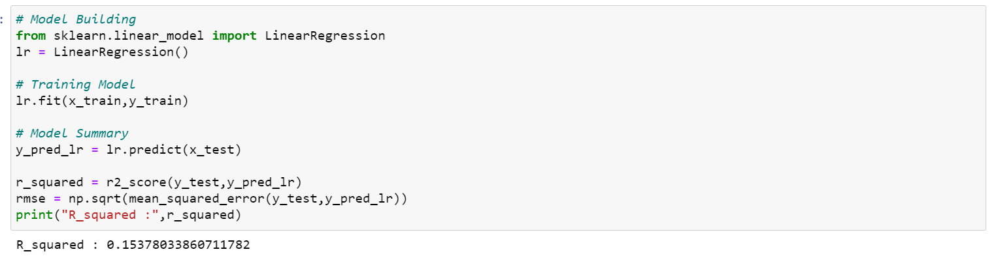 :
# Model Building
from sklearn.linear_model import LinearRegression
lr = LinearRegression()
# Training Model
lr.fit(x_train,y_train)
# Model Summary
y_pred_lr = lr.predict(x_test)
r_squared = r2_score(y_test,y_pred_lr)
rmse = np.sqrt(mean_squared_error(y_test,y_pred_lr))
print("R_squared :",r_squared)
R_squared : 0.15378033860711782